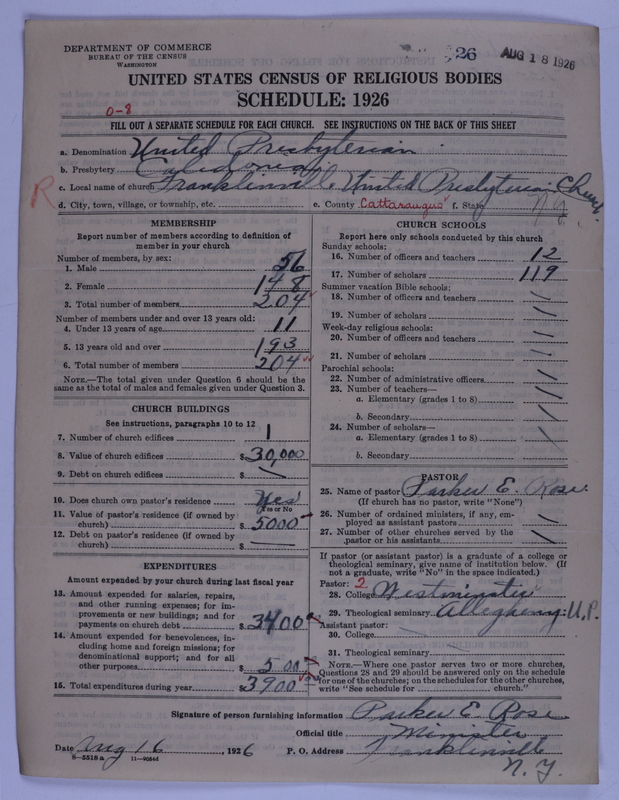 DEPARTMENT OF COMMERCE
BUREAU OF THE CENSUS
WASHINGTON
26 AUG 18 1926
UNITED STATES CENSUS OF RELIGIOUS BODIES
SCHEDULE: 1926
0-8
FILL OUT A SEPARATE SCHEDULE FOR EACH CHURCH. SEE INSTRUCTIONS ON THE BACK OF THIS SHEET
a. Denomination United Presbyterian
b. Presbytery Caledonia
c. Local name of church Franklinville United Presbyterian Church
R d. City, town, village, or township, etc. e. County Cattaraugus f. State N.Y.
MEMBERSHIP
Report number of members according to definition of member in your church
Number of members, by sex:
1. Male 56
2. Female 148
3. Total number of members 204
Number of members under and over 13 years old:
4. Under 13 years of age 11
5. 13 years old and over 193
6. Total number of members 204
NOTE.—The total given under Question 6 should be the same as the total of males and females given under Question 3.
CHURCH BUILDINGS
See instructions, paragraphs 10 to 12
7. Number of church edifices 1
8. Value of church edifices $30,000
9. Debt on church edifices $ —
10. Does church own pastor's residence Yes
Yes or No
11. Value of pastor's residence (if owned by church) $5000
12. Debt on pastor's residence (if owned by church) $ —
EXPENDITURES
Amount expended by your church during last fiscal year
13. Amount expended for salaries, repairs, and other running expenses; for improvements or new buildings; and for payments on church debt $3400
14. Amount expended for benevolences, including home and foreign missions; for denominational support; and for all other purposes $500
15. Total expenditures during year $3900
CHURCH SCHOOLS
Report here only schools conducted by this church
Sunday schools:
16. Number of officers and teachers 12
17. Number of scholars 119
Summer vacation Bible schools:
18. Number of officers and teachers \
19. Number of scholars \
Week-day religious schools:
20. Number of officers and teachers \
21. Number of scholars \
Parochial schools:
22. Number of administrative officers \
23. Number of teachers—
a. Elementary (grades 1 to 8) \
b. Secondary \
24. Number of scholars—
a. Elementary (grades 1 to 8) \
b. Secondary
PASTOR
25. Name of pastor Parker E. Rose
(If church has no pastor, write "None")
26. Number of ordained ministers, if any, employed as assistant pastors \
27. Number of other churches served by the pastor or his assistants \
If pastor (or assistant pastor) is a graduate of a college or theological seminary, give name of institution below. (If not a graduate, write "No" in the space indicated.)
Pastor: 2
28. College Westminster
29. Theological seminary Allegheny: U.P.
Assistant pastor:
30. College
31. Theological seminary
NOTE.—Where one pastor serves two or more churches, Questions 28 and 29 should be answered only on the schedule for one of the churches; on the schedules for the other churches, write "See schedule for church."
Signature of person furnishing information Parker E. Rose
Official title Minister
Date Aug 16, 1926 P. O. Address Franklinville
N. Y.
8-5518a 11-90544